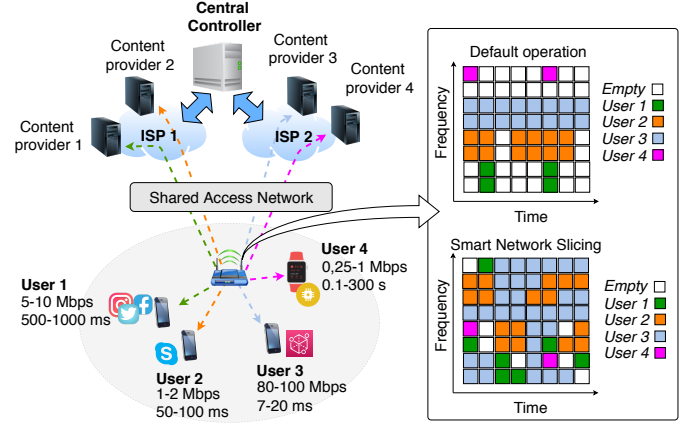 Central
Controller
Content
provider 2
Content
provider 3
Content
provider 4
Content
provider 1
ISP 1
ISP 2
Shared Access Network
User 1
5-10 Mbps
500-1000 ms
User 2
1-2 Mbps
50-100 ms
User 3
80-100 Mbps
7-20 ms
User 4
0,25-1 Mbps
0.1-300 s
Default operation
Frequency
Time
Empty
User 1
User 2
User 3
User 4
Smart Network Slicing
Frequency
Time
Empty
User 1
User 2
User 3
User 4